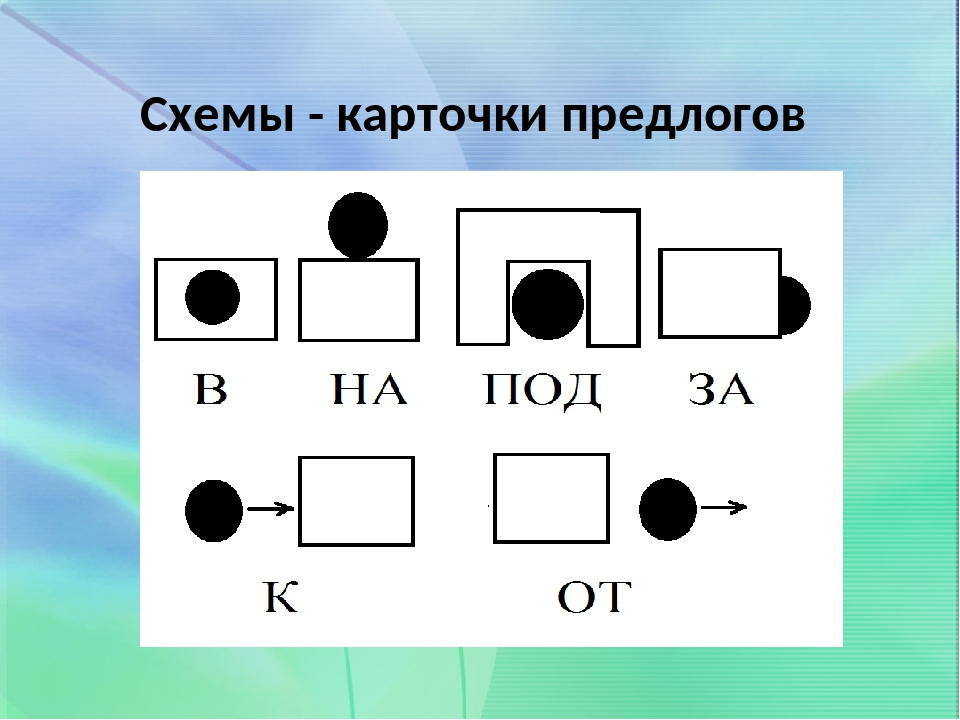 Схемы - карточки предлогов
В НА ПОД ЗА
К ОТ